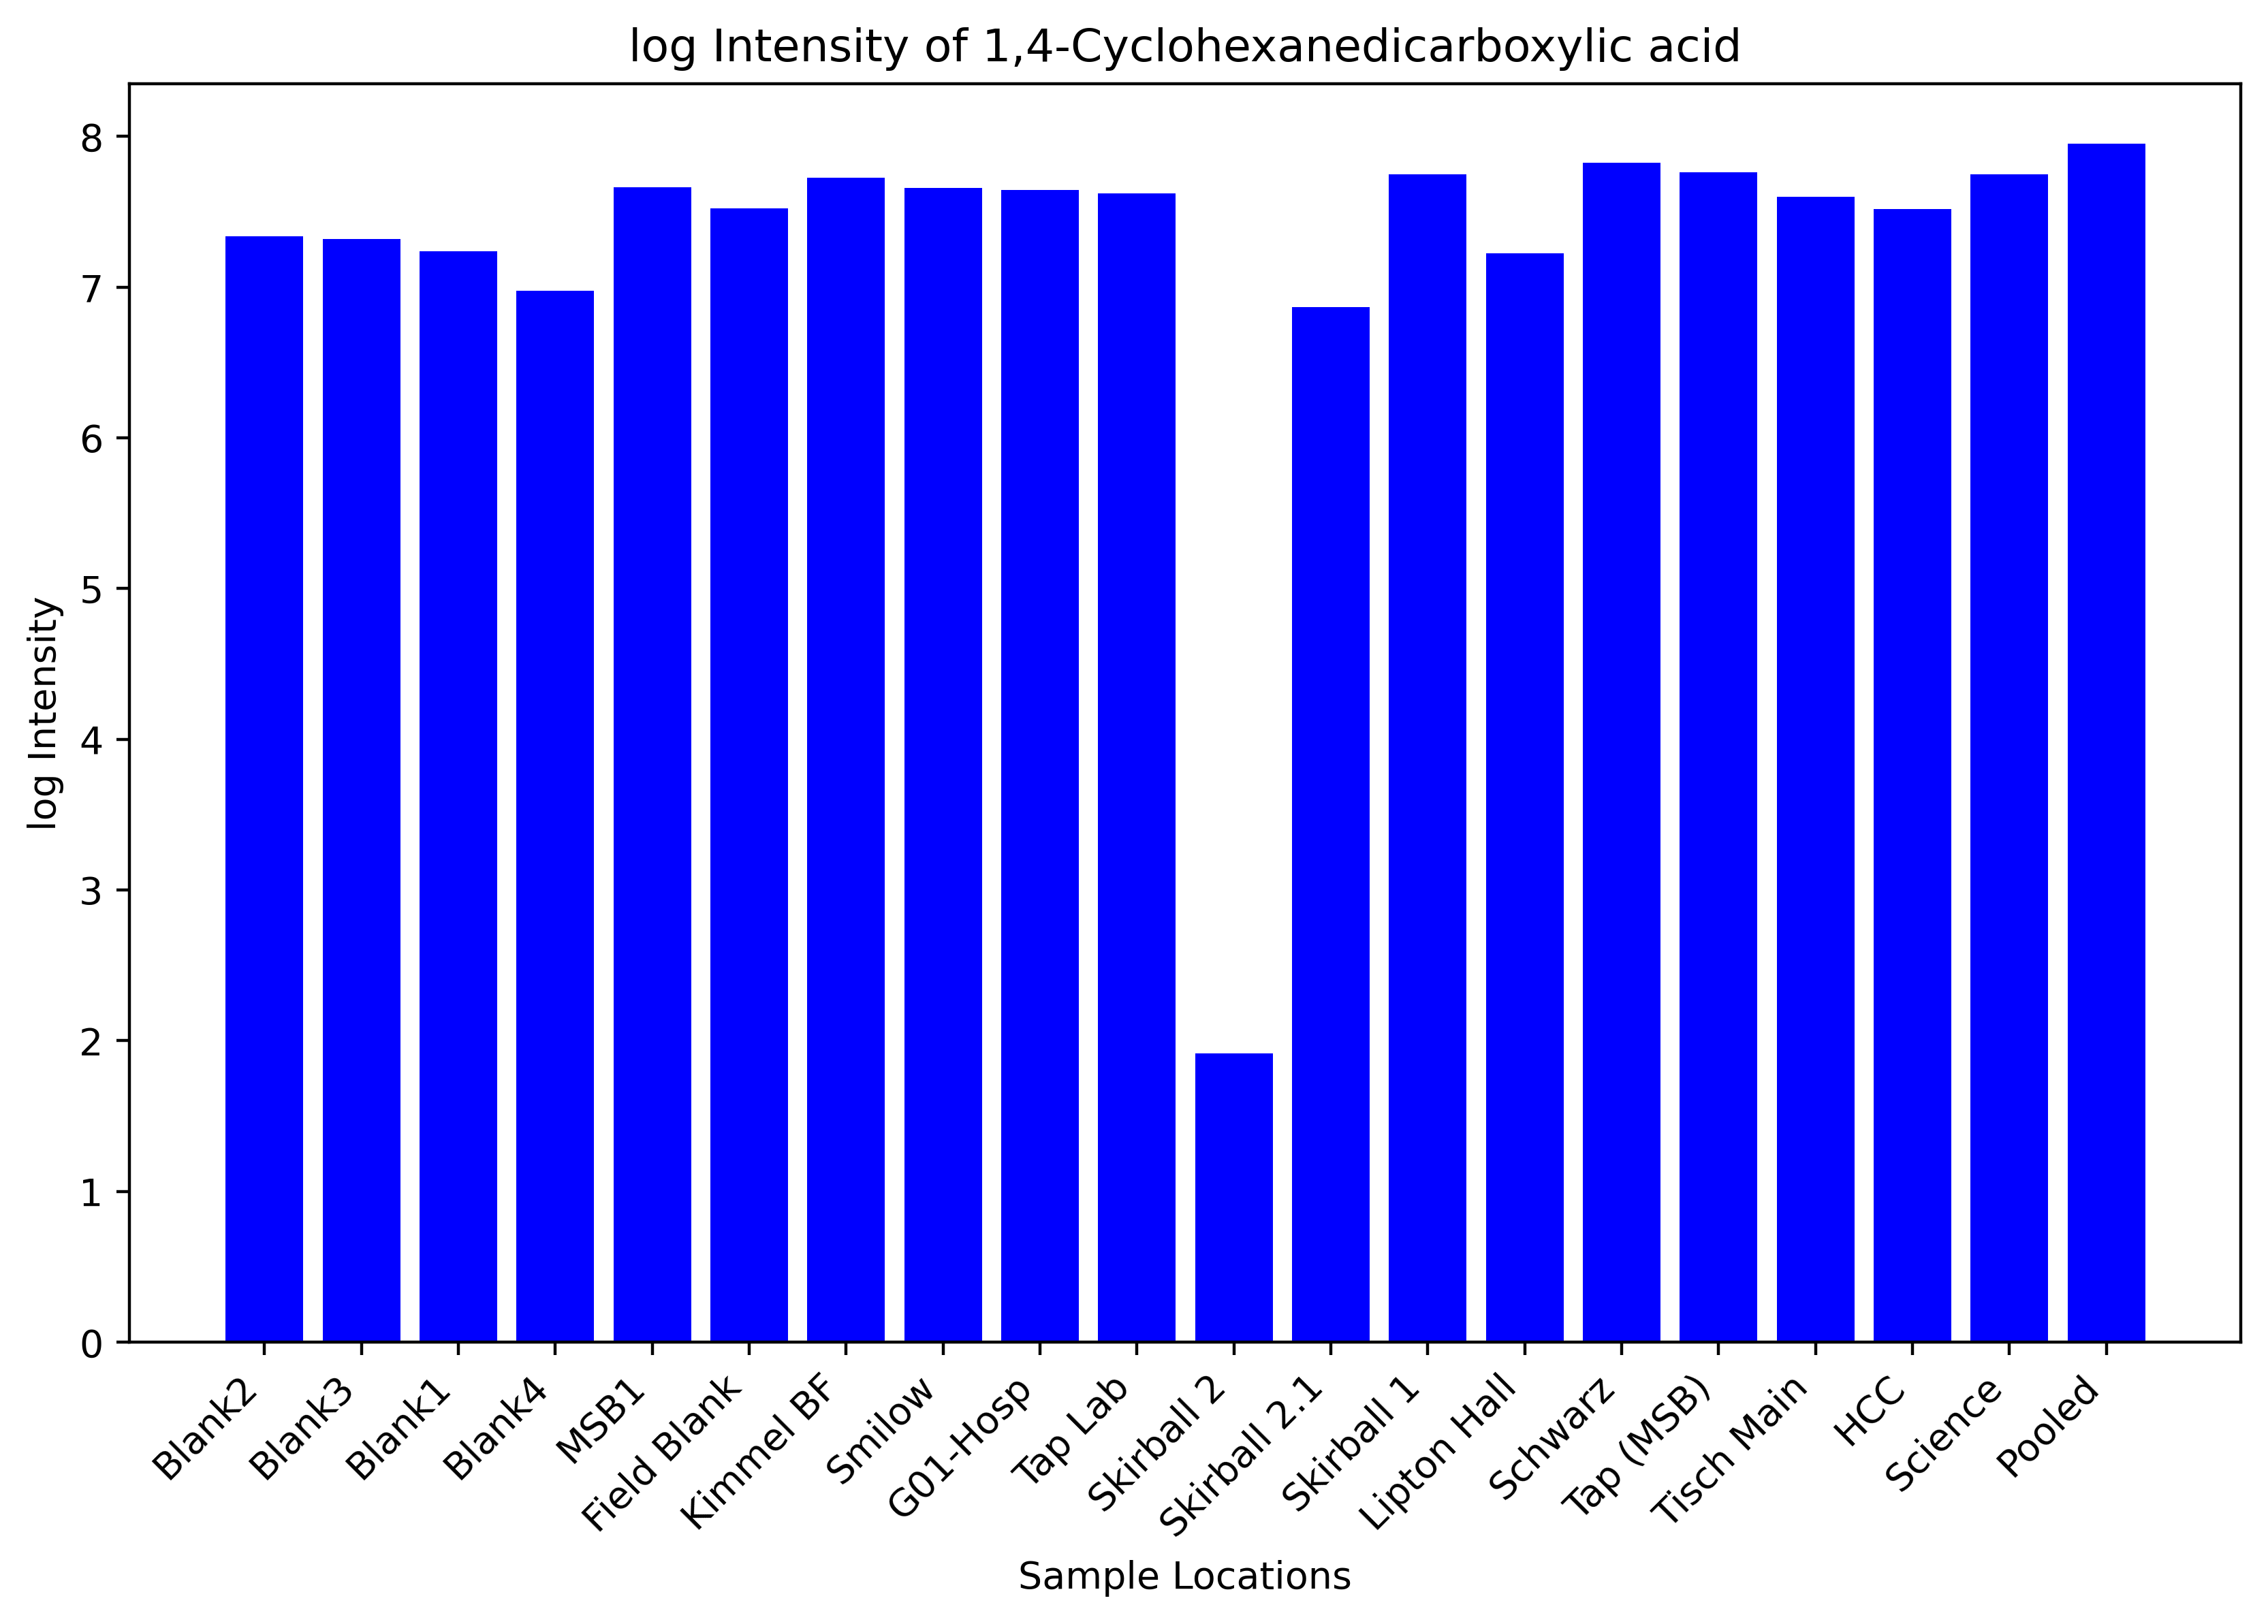 log Intensity of 1,4-Cyclohexanedicarboxylic acid
8
7
6
5
4
3
2
1
0
log Intensity
Blank2
Blank3
Blank1
Blank4
MSB1
Field Blank
Kimmel BF
Smilow
G01-Hosp
Tap Lab
Skirball 2
Skirball 2.1
Skirball 1
Lipton Hall
Schwarz
Tap (MSB)
Tisch Main
HCC
Science
Pooled
Sample Locations